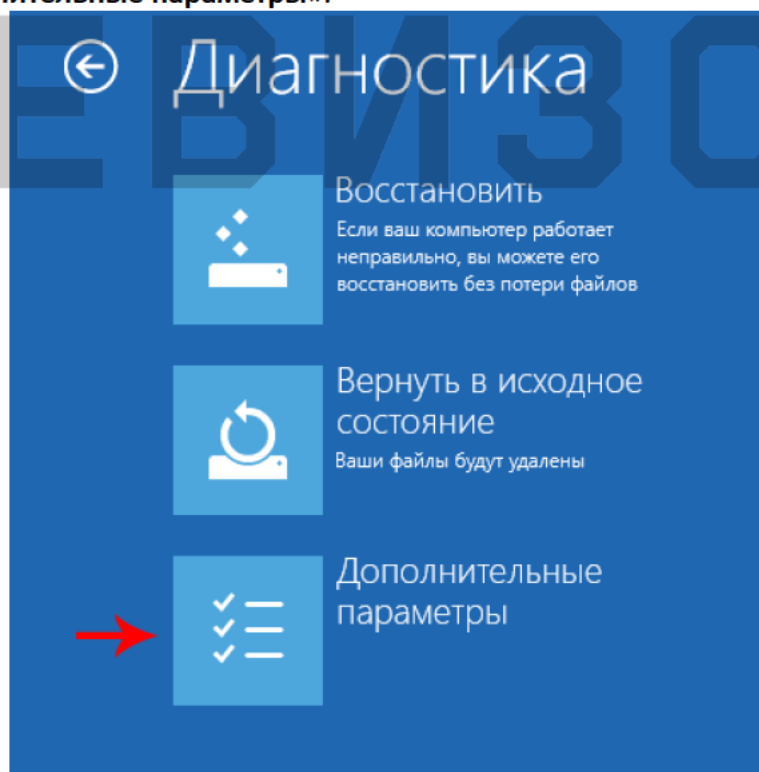 параметры».
Диагностика
Восстановить
Если ваш компьютер работает
неправильно, вы можете его
восстановить без потери файлов
Вернуть в исходное
состояние
Ваши файлы будут удалены
Дополнительные
параметры